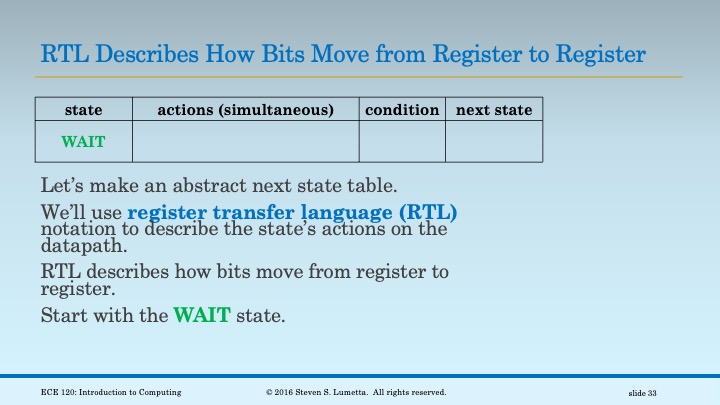 RTL Describes How Bits Move from Register to Register
state actions (simultaneous) condition next state
WAIT
Let’s make an abstract next state table.
We’ll use register transfer language (RTL)
notation to describe the state’s actions on the
datapath.
RTL describes how bits move from register to
register.
Start with the WAIT state.
ECE 120: Introduction to Computing © 2016 Steven S. Lumetta. All rights reserved. slide 33